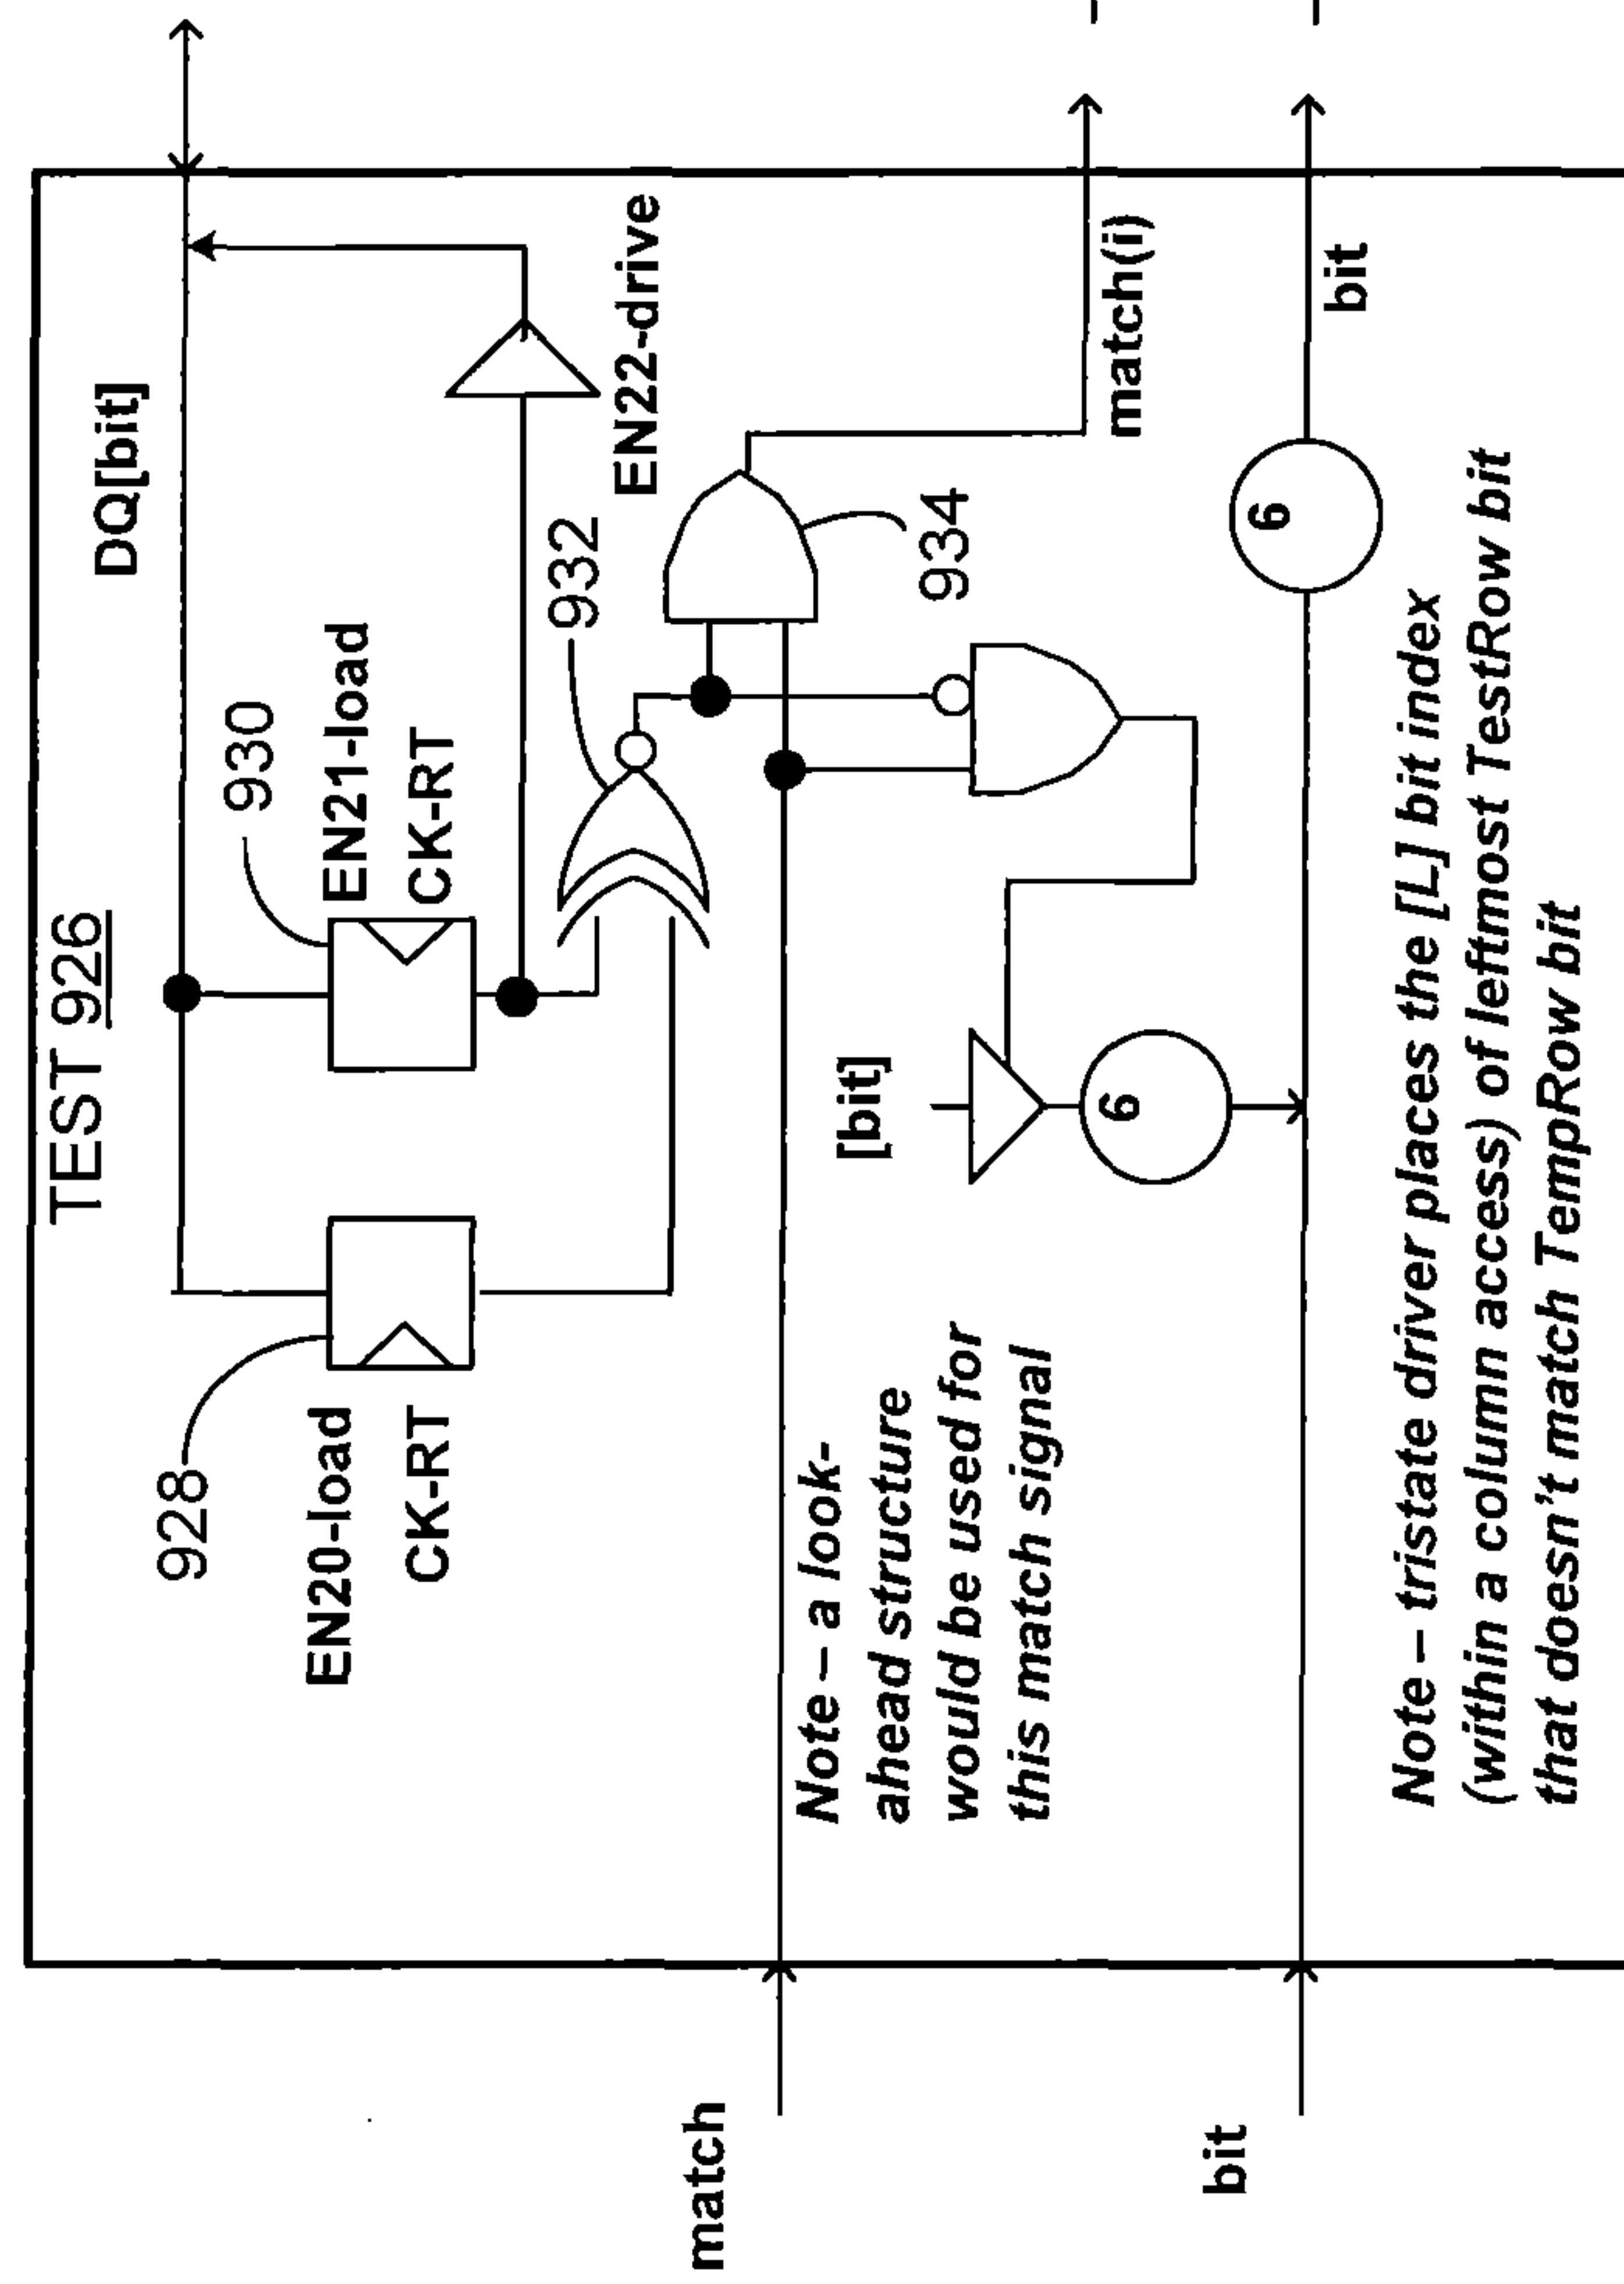 TEST 926
DQ[bit]
928
930
EN20-load
CK-RT
EN21-load
CK-RT
932
EN22-drive
match
934
match(i)
Note – a look-
ahead structure
would be used for
this match signal
[bit]
6
6
bit
bit
Note – tristate driver places the [L] bit index
(within a column access) of leftmost TestRow bit
that doesn't match TempRow bit